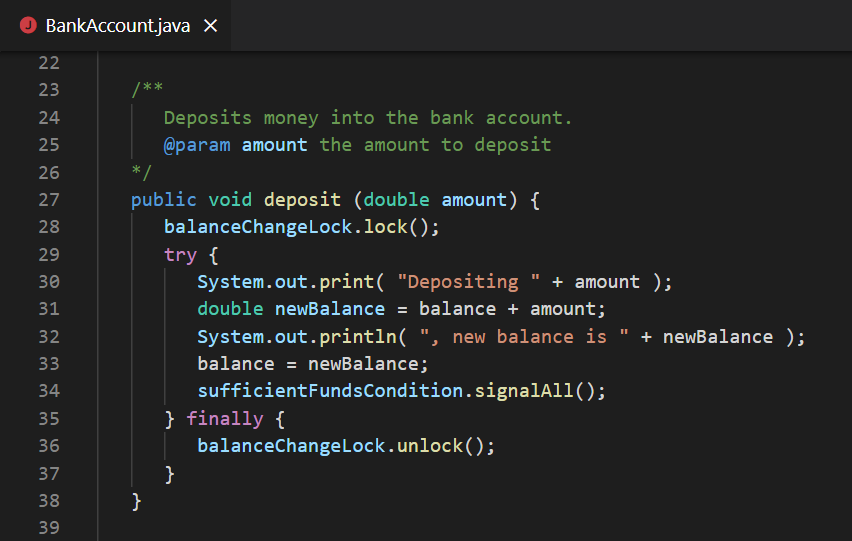 BankAccount.java
22
23 /**
24 Deposits money into the bank account.
25 @param amount the amount to deposit
26 */
27 public void deposit (double amount) {
28 balanceChangeLock.lock();
29 try {
30 System.out.print( "Depositing " + amount );
31 double newBalance = balance + amount;
32 System.out.println( ", new balance is " + newBalance );
33 balance = newBalance;
34 sufficientFundsCondition.signalAll();
35 } finally {
36 balanceChangeLock.unlock();
37 }
38 }
39